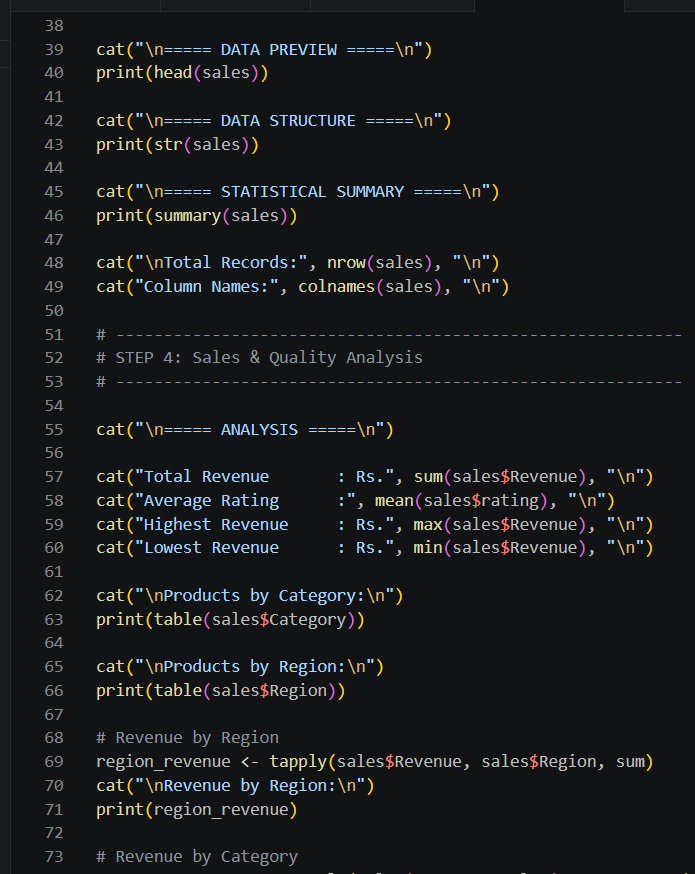 38
39 cat("\n===== DATA PREVIEW =====\n")
40 print(head(sales))
41
42 cat("\n===== DATA STRUCTURE =====\n")
43 print(str(sales))
44
45 cat("\n===== STATISTICAL SUMMARY =====\n")
46 print(summary(sales))
47
48 cat("\nTotal Records:", nrow(sales), "\n")
49 cat("Column Names:", colnames(sales), "\n")
50
51 # -----------------------------------------------------------
52 # STEP 4: Sales & Quality Analysis
53 # -----------------------------------------------------------
54
55 cat("\n===== ANALYSIS =====\n")
56
57 cat("Total Revenue       : Rs.", sum(sales$Revenue), "\n")
58 cat("Average Rating      :", mean(sales$rating), "\n")
59 cat("Highest Revenue     : Rs.", max(sales$Revenue), "\n")
60 cat("Lowest Revenue      : Rs.", min(sales$Revenue), "\n")
61
62 cat("\nProducts by Category:\n")
63 print(table(sales$Category))
64
65 cat("\nProducts by Region:\n")
66 print(table(sales$Region))
67
68 # Revenue by Region
69 region_revenue <- tapply(sales$Revenue, sales$Region, sum)
70 cat("\nRevenue by Region:\n")
71 print(region_revenue)
72
73 # Revenue by Category